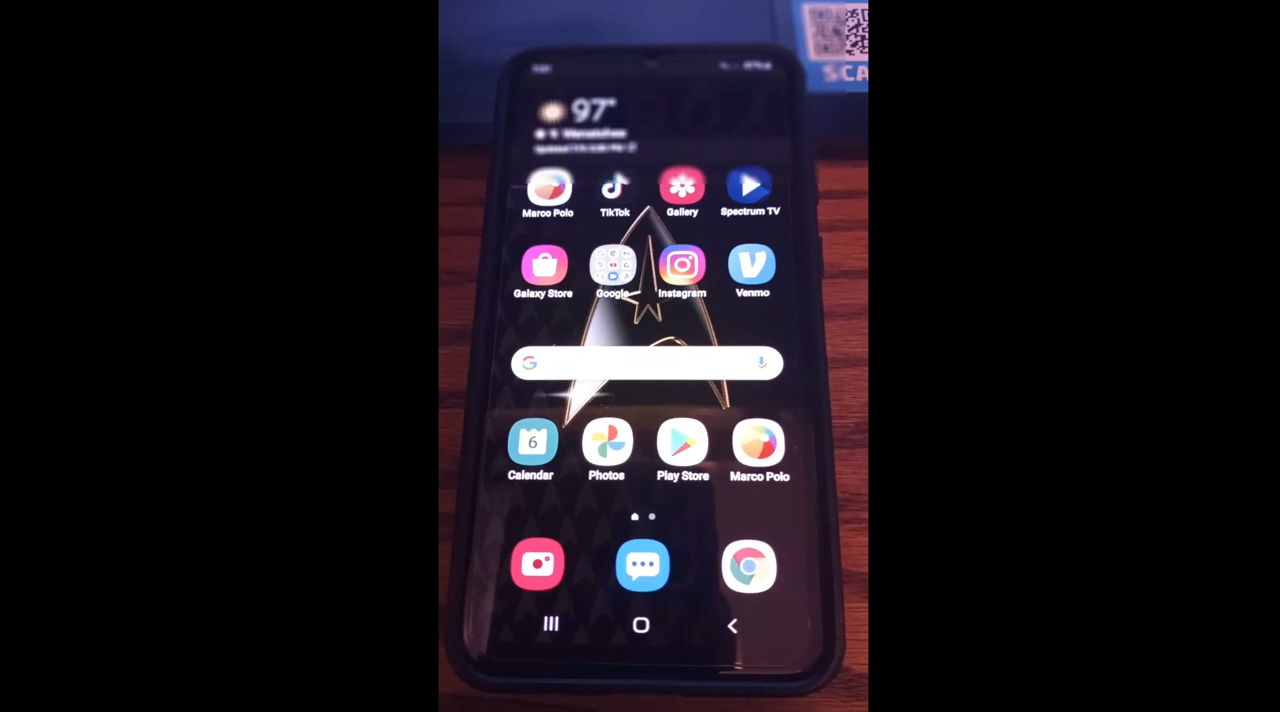 SCA
97°
Marco Polo TikTok Gallery Spectrum TV
Galaxy Store Google Instagram Venmo
G
6
Calendar Photos Play Store Marco Polo